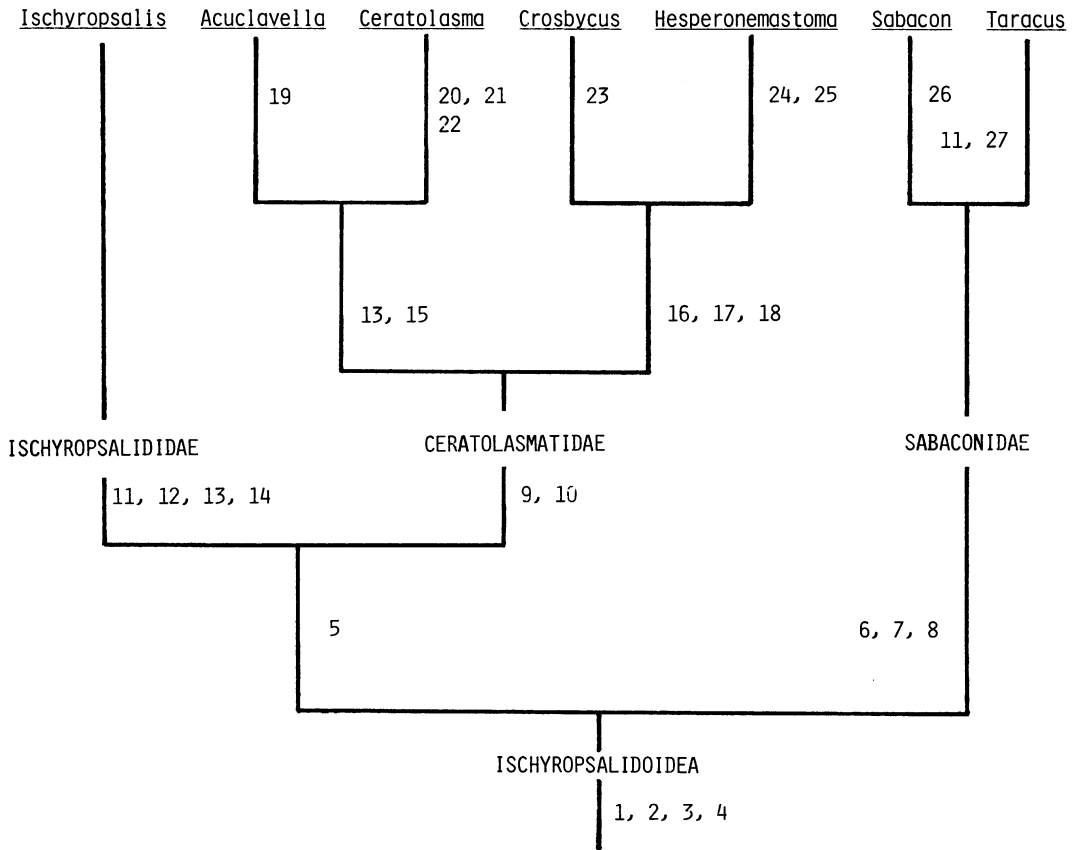 Ischyropsalis Acuclavella Ceratolasma Crosbycus Hesperonemastoma Sabacon Taracus
19
20, 21
22
23
24, 25
26
11, 27
13, 15
16, 17, 18
ISCHYROPSALIDIDAE
CERATOLASMATIDAE
SABACONIDAE
11, 12, 13, 14
9, 10
5
6, 7, 8
ISCHYROPSALIDOIDEA
1, 2, 3, 4